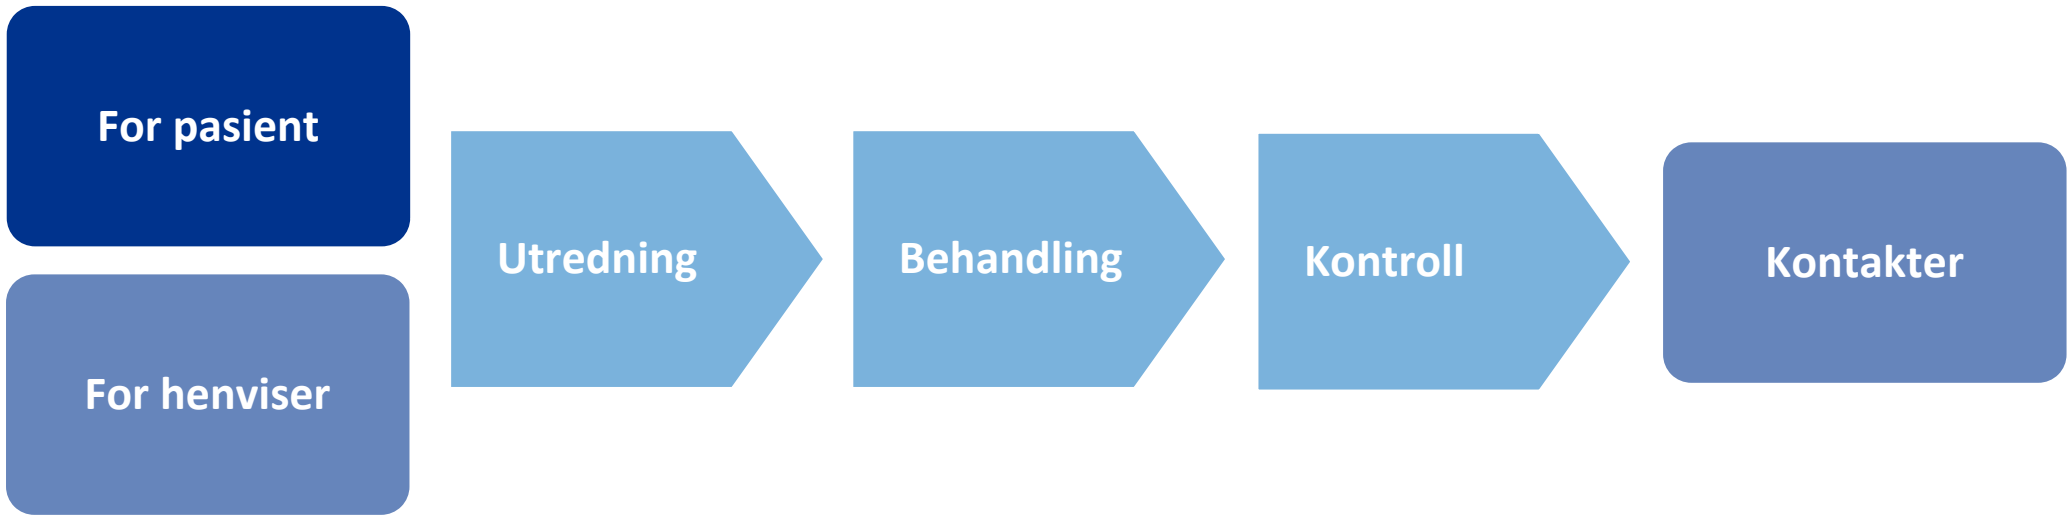 For pasient
For henviser
Utredning
Behandling
Kontroll
Kontakter